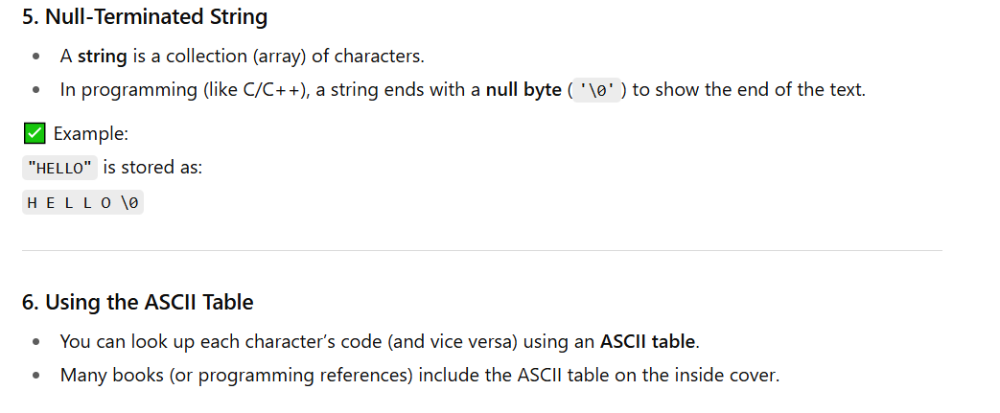 5. Null-Terminated String
• A string is a collection (array) of characters.
• In programming (like C/C++), a string ends with a null byte ( '\0' ) to show the end of the text.
✅ Example:
"HELLO" is stored as:
H E L L O \0
6. Using the ASCII Table
• You can look up each character’s code (and vice versa) using an ASCII table.
• Many books (or programming references) include the ASCII table on the inside cover.